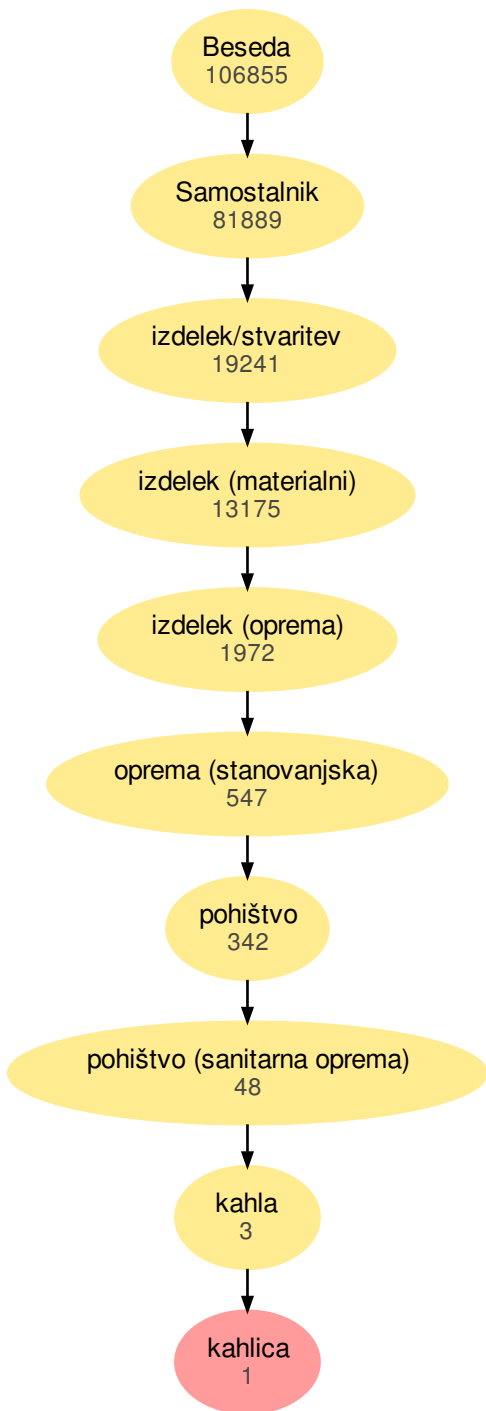 Beseda
106855
Samostalnik
81889
izdelek/stvaritev
19241
izdelek (materialni)
13175
izdelek (oprema)
1972
oprema (stanovanjska)
547
pohištvo
342
pohištvo (sanitarna oprema)
48
kahla
3
kahlica
1